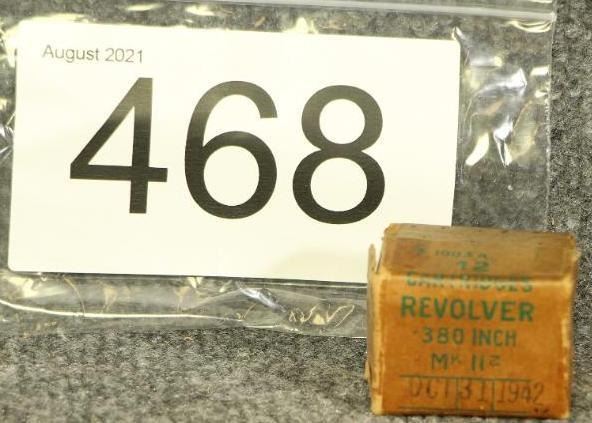 August 2021
468
12
CARTRIDGES
REVOLVER
·380 INCH
MK IIZ
OCT 31 1942